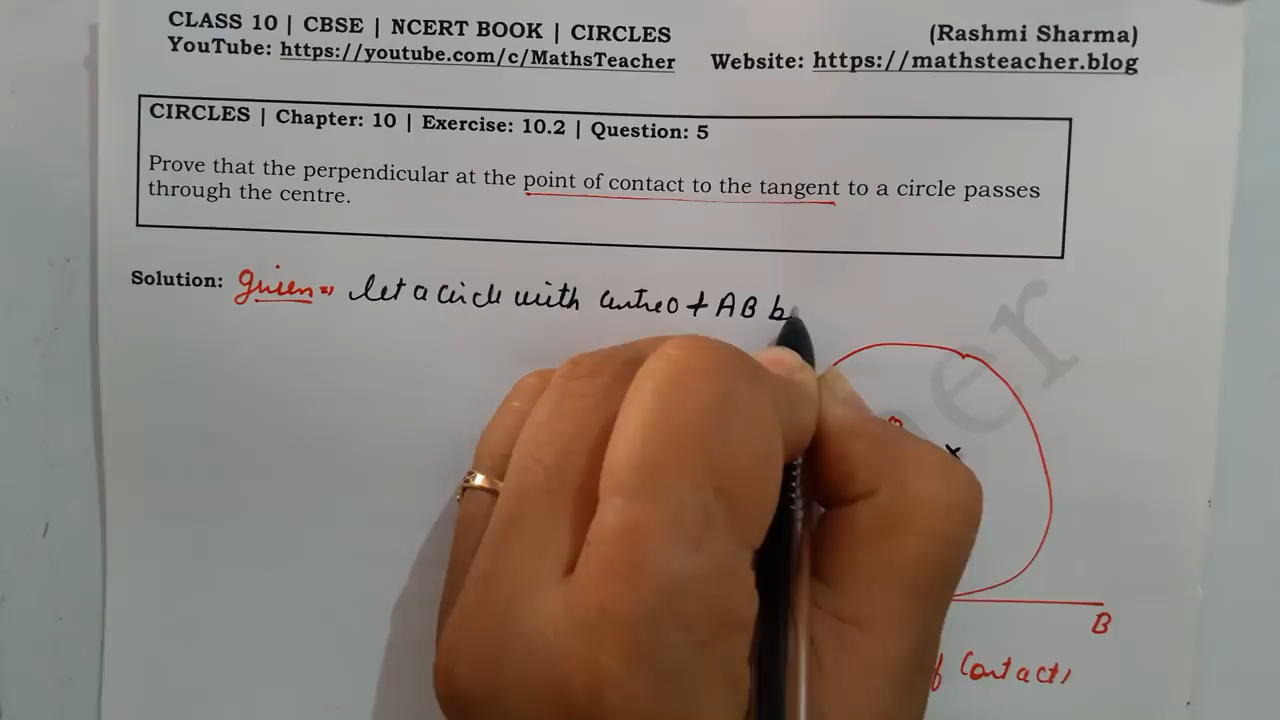 CLASS 10 | CBSE | NCERT BOOK | CIRCLES
(Rashmi Sharma)
YouTube: https://youtube.com/c/MathsTeacher
Website: https://mathsteacher.blog
CIRCLES | Chapter: 10 | Exercise: 10.2 | Question: 5
Prove that the perpendicular at the point of contact to the tangent to a circle passes
through the centre.
Solution: given let a circle with centre O + AB b
B
of Contact